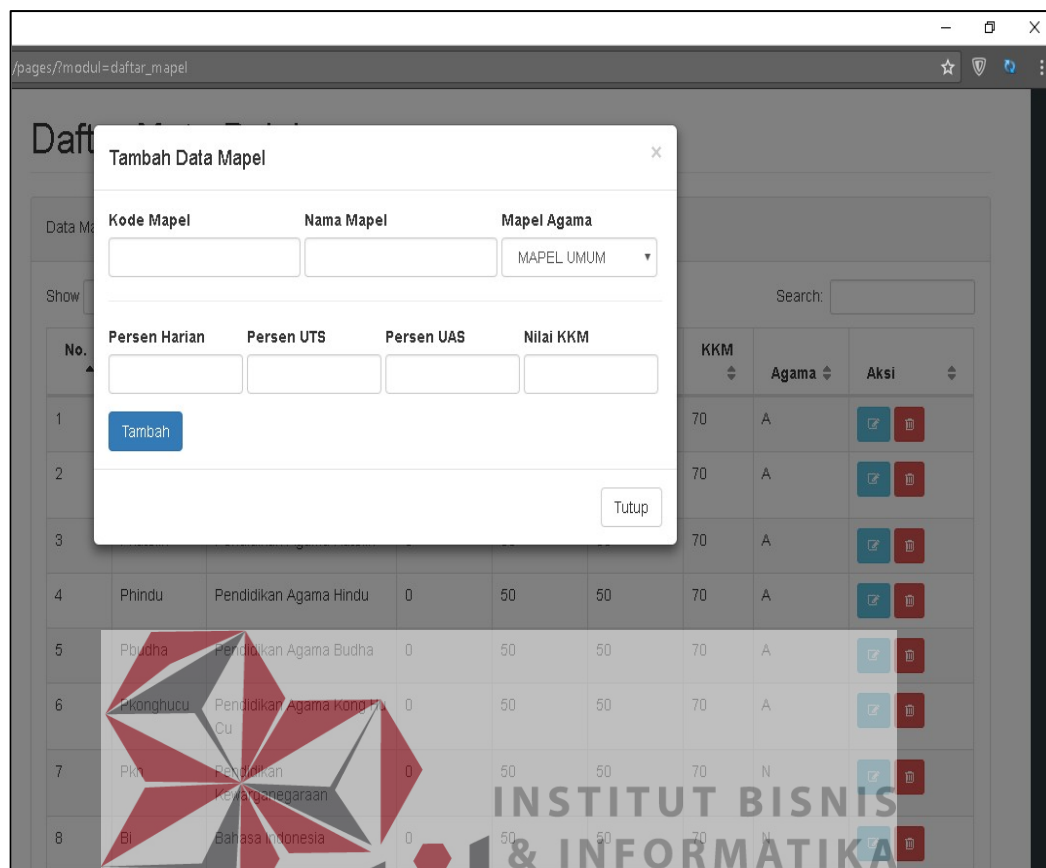 /pages/?modul=daftar_mapel
Daft
Tambah Data Mapel ×
Data Ma
Kode Mapel Nama Mapel Mapel Agama
MAPEL UMUM
Show Search:
Persen Harian Persen UTS Persen UAS Nilai KKM
No. KKM Agama Aksi
Tambah
1 70 A
2 70 A
Tutup
3 70 A
4 Phindu Pendidikan Agama Hindu 0 50 50 70 A
5 Pbudha Pendidikan Agama Budha 0 50 50 70 A
6 Pkonghucu Pendidikan Agama Kong Hu 0 50 50 70 A
Cu
7 Pkn Pendidikan 0 50 50 70 N
Kewarganegaraan
INSTITUT BISNIS
8 Bi Bahasa Indonesia 0 50 50 70 N
& INFORMATIKA